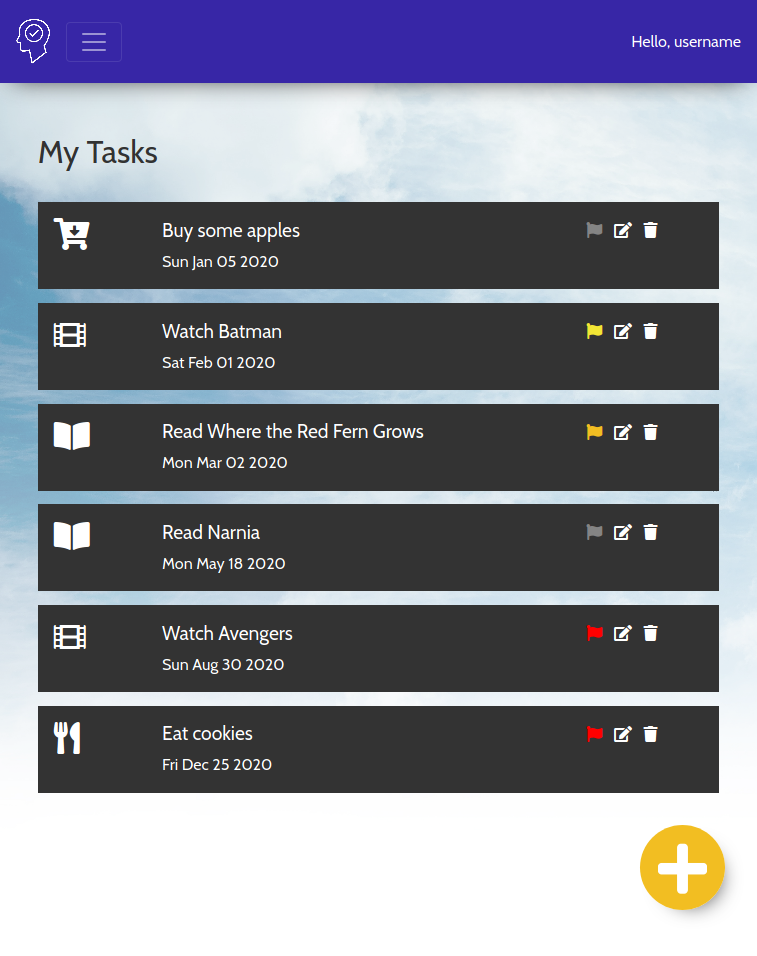 Hello, username
My Tasks
Buy some apples
Sun Jan 05 2020
Watch Batman
Sat Feb 01 2020
Read Where the Red Fern Grows
Mon Mar 02 2020
Read Narnia
Mon May 18 2020
Watch Avengers
Sun Aug 30 2020
Eat cookies
Fri Dec 25 2020